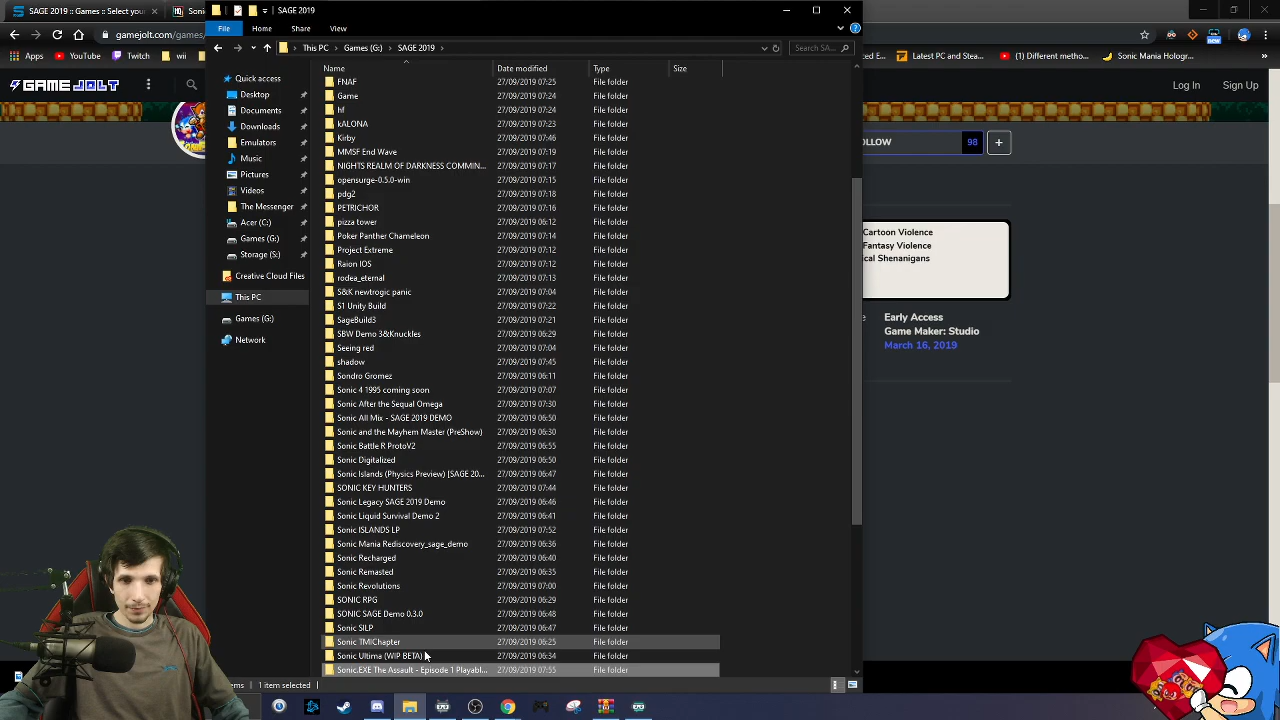 SEGA - 2012 : Select you
Sonic
SAGE 2019
gamejolt.com/games
File
Home
Share
View
This PC
Games (G:)
SAGE 2019
Search SA...
Apps
Youtube
T
(1) Different metho...
Sonic Mania Hologr...
GAME JOLT
Log In
Sign Up
OLLOW
98
+
Cartoon Violence
Fantasy Violence
ical Shenanigans
e
Early Access
Game Maker: Studio
March 16, 2019
Quick access
Desktop
Documents
Downloads
Emulators
Music
Pictures
Videos
The Messenger
Acer (C:)
Games (G:)
Storage (S:)
Creative Cloud Files
This PC
Games (G:)
Network
Name Date modified Type Size
FNAF 27/09/2019 07:25 File folder
Game 27/09/2019 07:24 File folder
hf 27/09/2019 07:24 File folder
kALONA 27/09/2019 07:23 File folder
Kirby 27/09/2019 07:46 File folder
MMSF End Wave 27/09/2019 07:19 File folder
NIGHTS REALM OF DARKNESS COMMIN... 27/09/2019 07:17 File folder
opensurge-0.5.0-win 27/09/2019 07:15 File folder
pdg2 27/09/2019 07:18 File folder
PETRICHOR 27/09/2019 07:16 File folder
pizza tower 27/09/2019 06:12 File folder
Poker Panther Chameleon 27/09/2019 07:14 File folder
Project Extreme 27/09/2019 07:12 File folder
Raion IOS 27/09/2019 07:12 File folder
rodea_eternal 27/09/2019 07:13 File folder
S&K newtrogic panic 27/09/2019 07:04 File folder
S1 Unity Build 27/09/2019 07:22 File folder
SageBuild3 27/09/2019 07:21 File folder
SBW Demo 3&Knuckles 27/09/2019 06:29 File folder
Seeing red 27/09/2019 07:04 File folder
shadow 27/09/2019 07:45 File folder
Sondro Gromez 27/09/2019 06:11 File folder
Sonic 4 1995 coming soon 27/09/2019 07:07 File folder
Sonic After the Sequal Omega 27/09/2019 07:30 File folder
Sonic All Mix - SAGE 2019 DEMO 27/09/2019 06:50 File folder
Sonic and the Mayhem Master (PreShow) 27/09/2019 06:47 File folder
Sonic Battle R ProtoV2 27/09/2019 06:55 File folder
Sonic Digitalized 27/09/2019 06:50 File folder
Sonic Islands (Physics Preview) [SAGE 20... 27/09/2019 06:47 File folder
SONIC KEY HUNTERS 27/09/2019 07:44 File folder
Sonic Legacy SAGE 2019 Demo 27/09/2019 06:46 File folder
Sonic Liquid Survival Demo 2 27/09/2019 06:41 File folder
Sonic ISLANDS LP 27/09/2019 07:52 File folder
Sonic Mania Rediscovery_sage_demo 27/09/2019 06:36 File folder
Sonic Recharged 27/09/2019 06:40 File folder
Sonic Remasted 27/09/2019 06:35 File folder
Sonic Revolutions 27/09/2019 07:00 File folder
SONIC RPG 27/09/2019 06:29 File folder
SONIC SAGE Demo 0.3.0 27/09/2019 06:48 File folder
Sonic SILP 27/09/2019 06:47 File folder
Sonic TMIChapter 27/09/2019 06:25 File folder
Sonic Ultima (WIP BETA) 27/09/2019 06:34 File folder
Sonic.EXE The Assault - Episode 1 Playabl... 27/09/2019 07:55 File folder
items
1 item selected